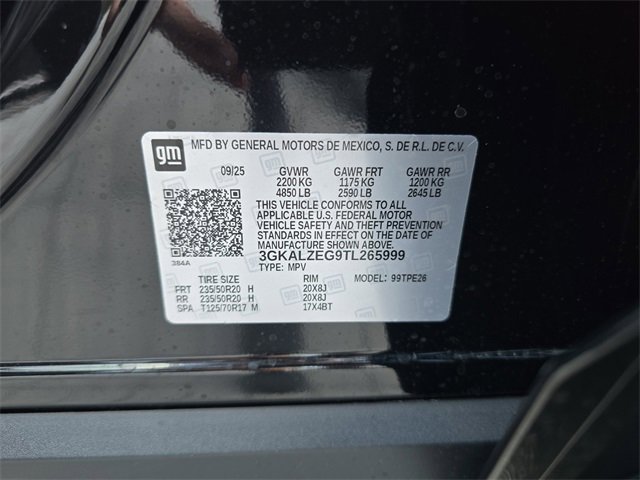 gm MFD BY GENERAL MOTORS DE MEXICO, S. DE R.L. DE C.V.
09/25 GVWR GAWR FRT GAWR RR
2200 KG 1175 KG 1200 KG
4850 LB 2590 LB 2645 LB
THIS VEHICLE CONFORMS TO ALL
APPLICABLE U.S. FEDERAL MOTOR
VEHICLE SAFETY AND THEFT PREVENTION
STANDARDS IN EFFECT ON THE DATE OF
MANUFACTURE SHOWN ABOVE.
384A 3GKALZEG9TL265999
TYPE: MPV MODEL: 99TPE26
TIRE SIZE RIM
FRT 235/50R20 H 20X8J
RR 235/50R20 H 20X8J
SPA T125/70R17 M 17X4BT